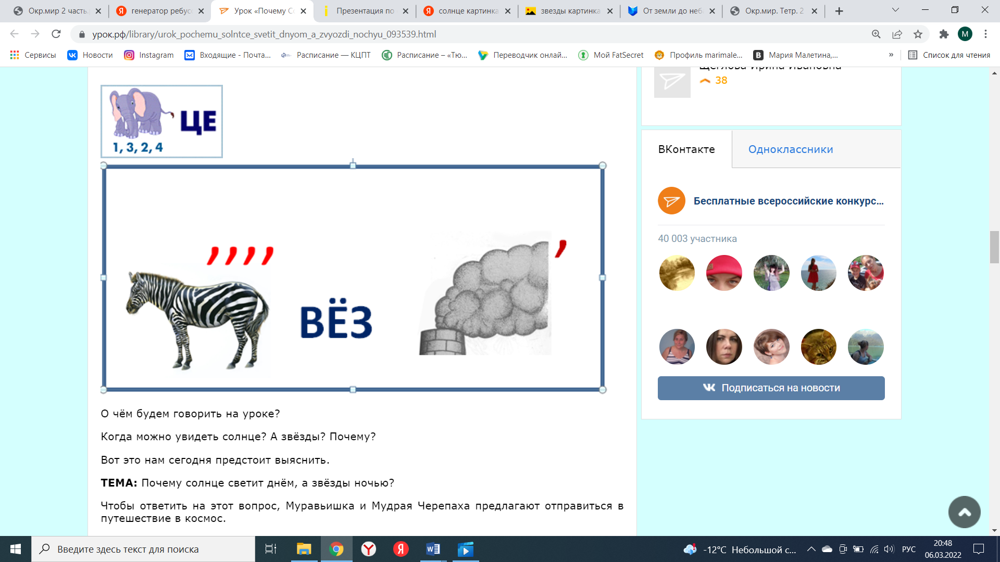 Окр.мир 2 часть.
генератор ребусо
Урок «Почему Со
Презентация по
солнце картинка
звезды картинка
От земли до неб
Окр.мир. Тетр. 2
урок.рф/library/urok_pochemu_solntce_svetit_dnyom_a_zvyozdi_nochyu_093539.html
M
Сервисы
Новости
Instagram
Входящие - Почта...
Расписание — КЦПТ
Расписание – «Тю...
Переводчик онлай...
Мой FatSecret
Профиль marimale...
В Мария Малетина,...
»
Список для чтения
Щеглова Ирина Ивановна
38
ЦЕ
1, 3, 2, 4
ВКонтакте
Одноклассники
Бесплатные всероссийские конкурс...
40 003 участника
, , , ,
,
ВЁЗ
Подписаться на новости
О чём будем говорить на уроке?
Когда можно увидеть солнце? А звёзды? Почему?
Вот это нам сегодня предстоит выяснить.
ТЕМА: Почему солнце светит днём, а звёзды ночью?
Чтобы ответить на этот вопрос, Муравьишка и Мудрая Черепаха предлагают отправиться в
путешествие в космос.
Введите здесь текст для поиска
-12°C Небольшой с...
РУС
20:48
06.03.2022